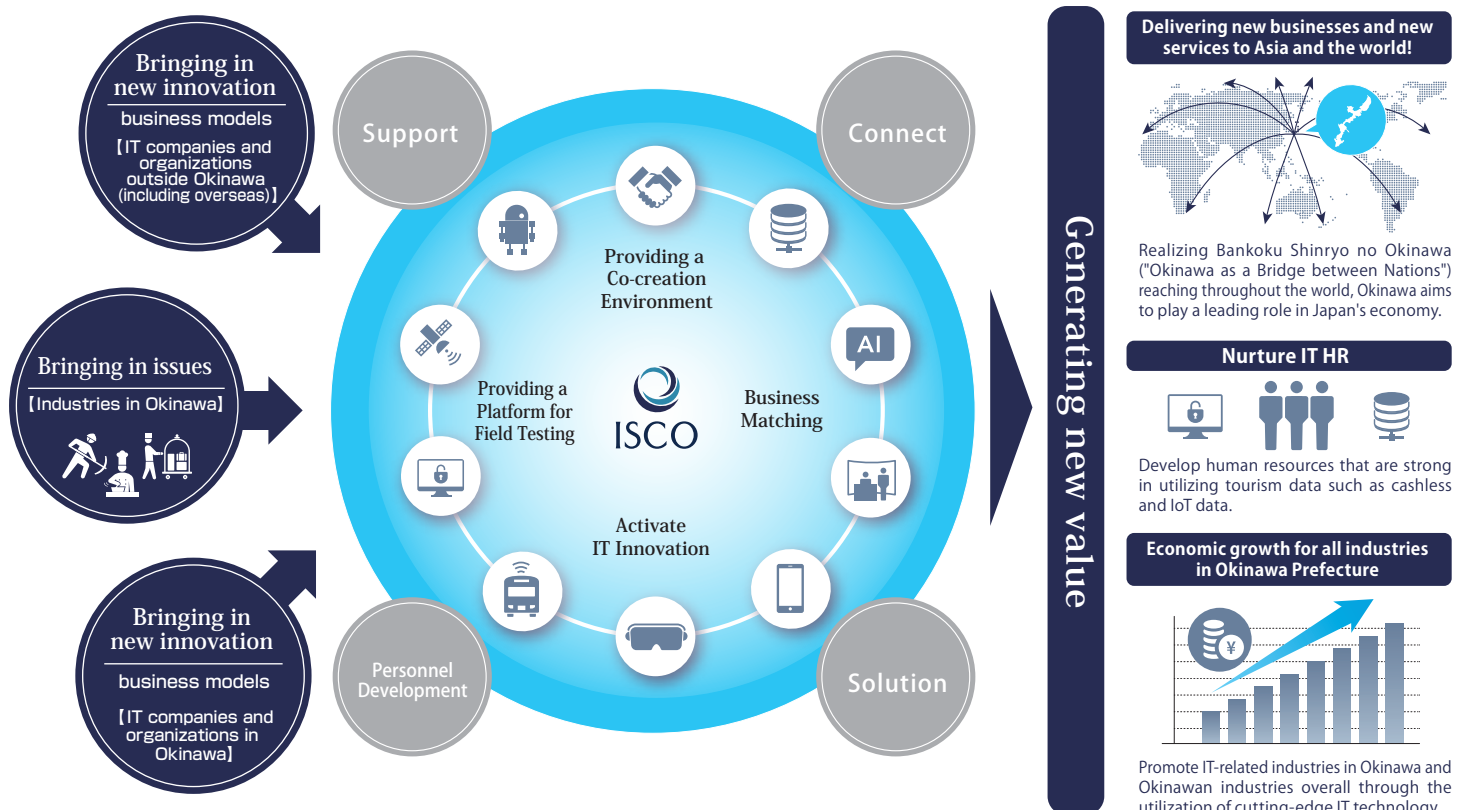 Bringing in
new innovation
business models
【IT companies and
organizations
outside Okinawa
(including overseas)】
Bringing in issues
【Industries in Okinawa】
Bringing in
new innovation
business models
【IT companies and
organizations in
Okinawa】
Support
Connect
Providing a
Co-creation
Environment
AI
Providing a
Platform for
Field Testing
ISCO
Business
Matching
Activate
IT Innovation
Personnel
Development
Solution
Generating new value
Delivering new businesses and new
services to Asia and the world!
Realizing Bankoku Shinryo no Okinawa
("Okinawa as a Bridge between Nations")
reaching throughout the world, Okinawa aims
to play a leading role in Japan's economy.
Nurture IT HR
Develop human resources that are strong
in utilizing tourism data such as cashless
and IoT data.
Economic growth for all industries
in Okinawa Prefecture
¥
Promote IT-related industries in Okinawa and
Okinawan industries overall through the
utilization of cutting-edge IT technology